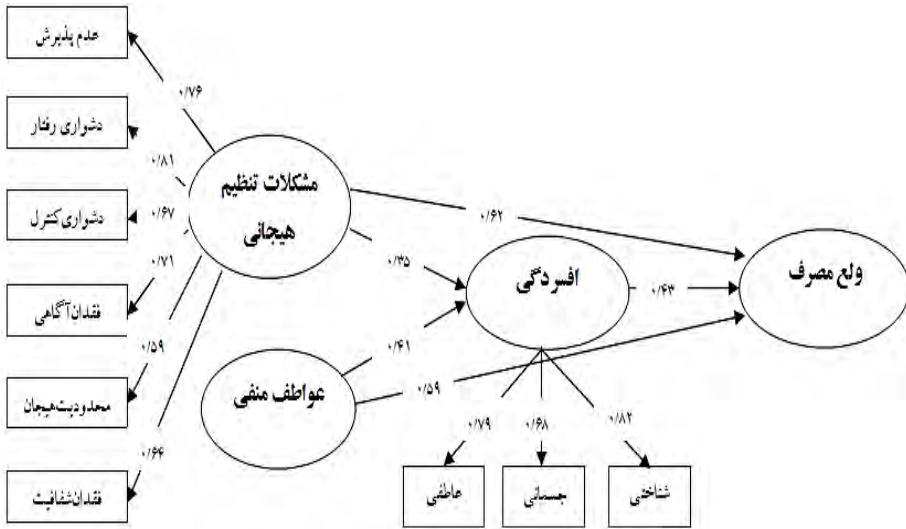 عدم پذیرش
۰/۷۶
دشواری رفتار
۰/۸۱
مشکلات تنظیم
هیجانی
دشواری کنترل
۰/۶۷
۰/۶۲
ولع مصرف
فقدان آگاهی
۰/۷۱
۰/۳۵
افسردگی
۰/۶۳
محدودیت هیجان
۰/۵۹
عواطف منفی
۰/۴۱
۰/۵۹
فقدان شفافیت
۰/۶۴
۰/۷۹
۰/۶۸
۰/۸۲
عاطفی
جسمانی
شناختی